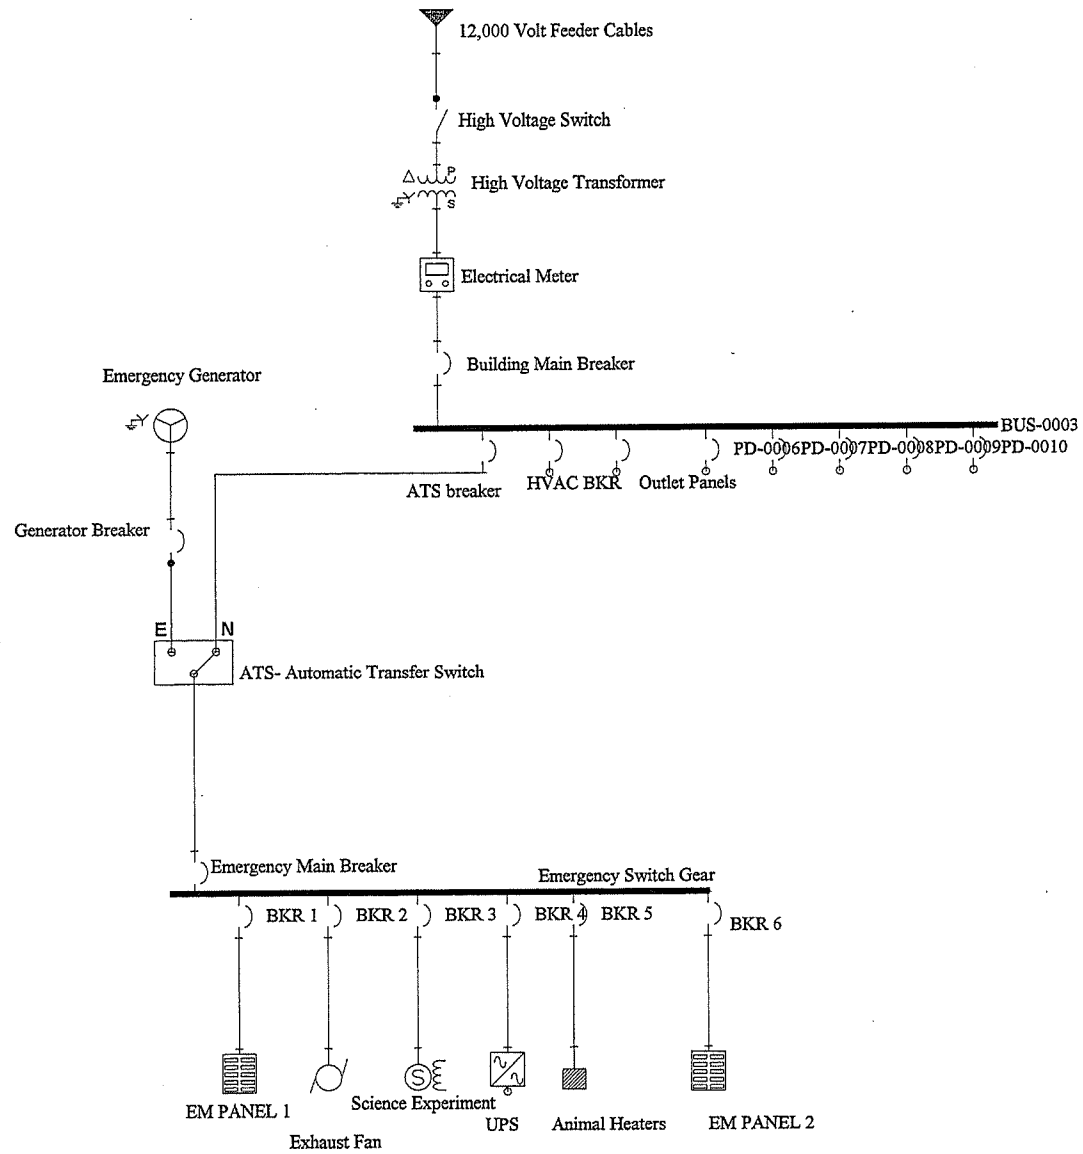 12,000 Volt Feeder Cables
High Voltage Switch
P
High Voltage Transformer
S
Electrical Meter
Building Main Breaker
Emergency Generator
BUS-0003
PD-0006PD-0007PD-0008PD-0009PD-0010
ATS breaker
HVAC BKR
Outlet Panels
Generator Breaker
E
N
ATS- Automatic Transfer Switch
Emergency Main Breaker
Emergency Switch Gear
BKR 1
BKR 2
BKR 3
BKR 4
BKR 5
BKR 6
S
EM PANEL 1
Exhaust Fan
Science Experiment
UPS
Animal Heaters
EM PANEL 2